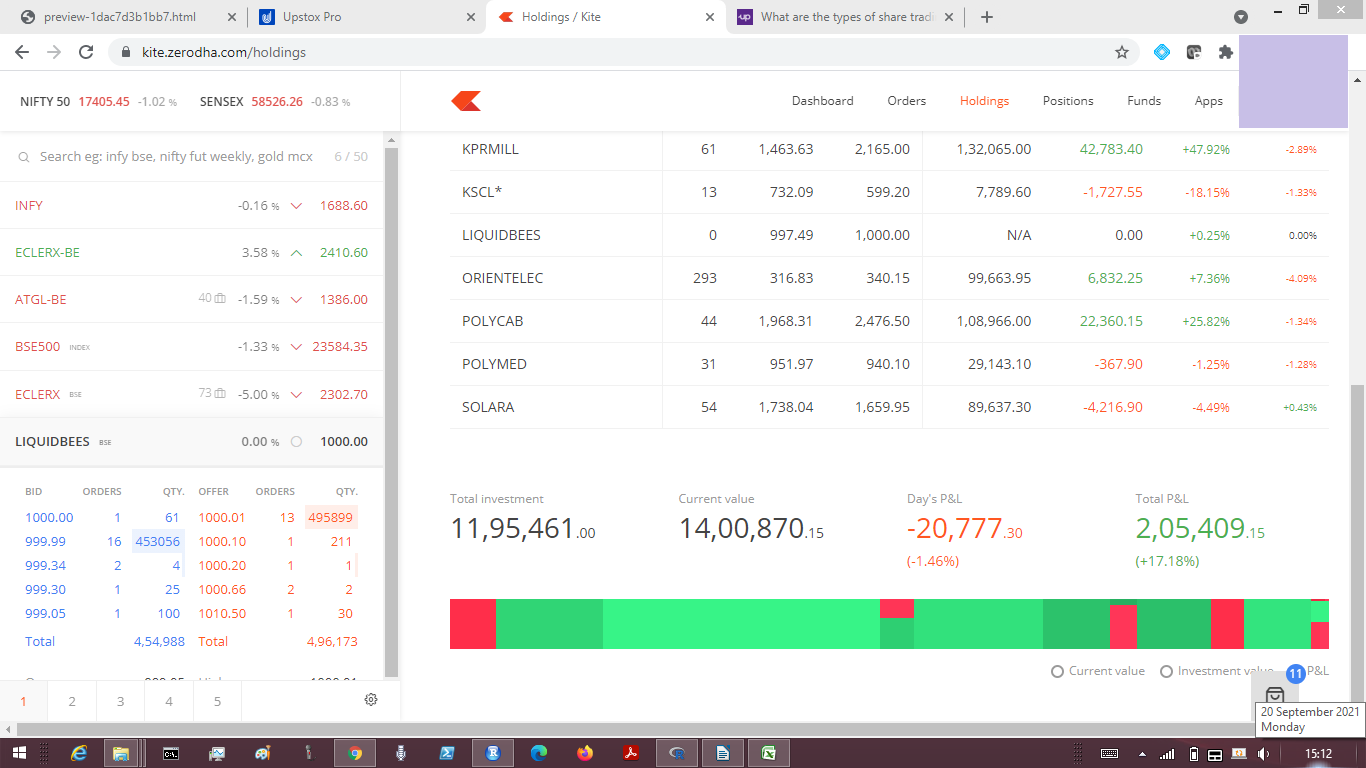 preview-1dac7d3b1bb7.html
Upstox Pro
Holdings / Kite
What are the types of share tradi
kite.zerodha.com/holdings
NIFTY 50 17405.45 -1.02 % SENSEX 58526.26 -0.83 %
Dashboard Orders Holdings Positions Funds Apps
Search eg: infy bse, nifty fut weekly, gold mcx 6 / 50
INFY -0.16 % 1688.60
ECLERX-BE 3.58 % 2410.60
ATGL-BE 40 -1.59 % 1386.00
BSE500 INDEX -1.33 % 23584.35
ECLERX BSE 73 -5.00 % 2302.70
LIQUIDBEES BSE 0.00 % 1000.00
BID ORDERS QTY. OFFER ORDERS QTY.
1000.00 1 61 1000.01 13 495899
999.99 16 453056 1000.10 1 211
999.34 2 4 1000.20 1 1
999.30 1 25 1000.66 2 2
999.05 1 100 1010.50 1 30
Total 4,54,988 Total 4,96,173
1 2 3 4 5
KPRMILL 61 1,463.63 2,165.00 1,32,065.00 42,783.40 +47.92% -2.89%
KSCL* 13 732.09 599.20 7,789.60 -1,727.55 -18.15% -1.33%
LIQUIDBEES 0 997.49 1,000.00 N/A 0.00 +0.25% 0.00%
ORIENTELEC 293 316.83 340.15 99,663.95 6,832.25 +7.36% -4.09%
POLYCAB 44 1,968.31 2,476.50 1,08,966.00 22,360.15 +25.82% -1.34%
POLYMED 31 951.97 940.10 29,143.10 -367.90 -1.25% -1.28%
SOLARA 54 1,738.04 1,659.95 89,637.30 -4,216.90 -4.49% +0.43%
Total investment Current value Day's P&L Total P&L
11,95,461.00 14,00,870.15 -20,777.30 2,05,409.15
(-1.46%) (+17.18%)
Current value Investment value P&L
11
20 September 2021
Monday
15:12